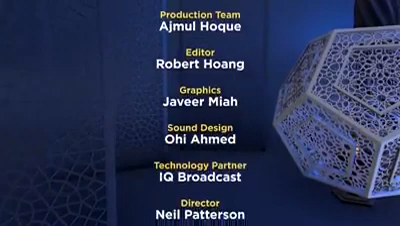 Production Team
Ajmul Hoque
Editor
Robert Hoang
Graphics
Javeer Miah
Sound Design
Ohi Ahmed
Technology Partner
IQ Broadcast
Director
Neil Patterson